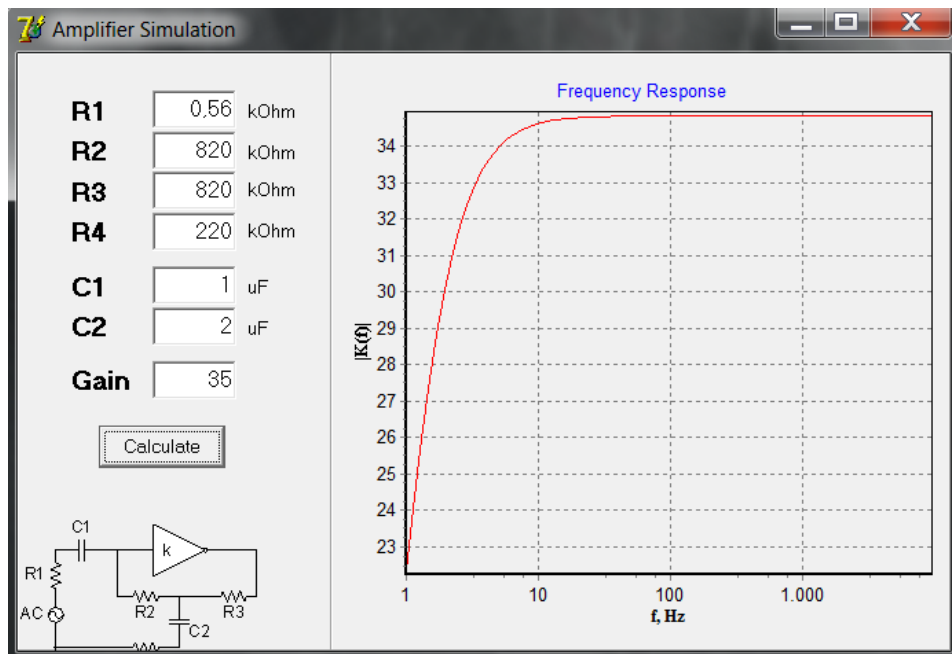 Amplifier Simulation
R1 0,56 kOhm
R2 820 kOhm
R3 820 kOhm
R4 220 kOhm
C1 1 uF
C2 2 uF
Gain 35
Calculate
C1
k
R1
AC
R2
R3
C2
Frequency Response
|K(f)|
34
33
32
31
30
29
28
27
26
25
24
23
1 10 100 1.000
f, Hz